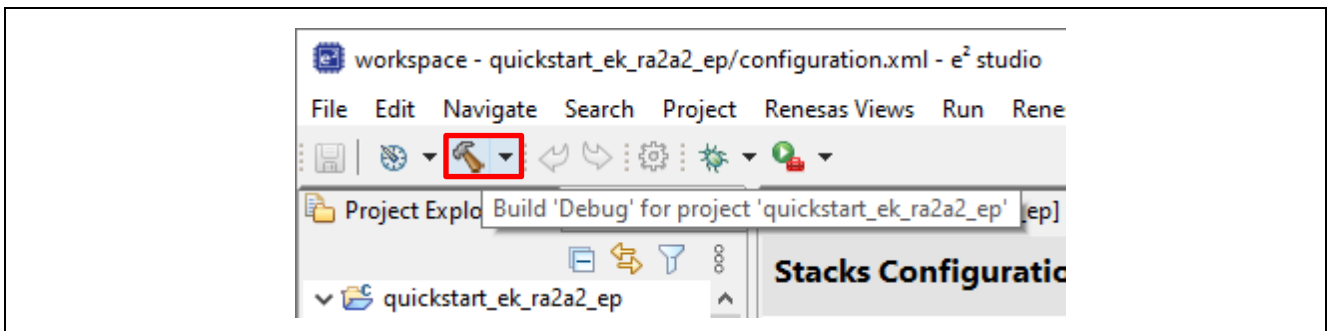 workspace - quickstart_ek_ra2a2_ep/configuration.xml - e² studio
File Edit Navigate Search Project Renesas Views Run Rene
Project Explo Build 'Debug' for project 'quickstart_ek_ra2a2_ep' _ep]
Stacks Configuratio
quickstart_ek_ra2a2_ep